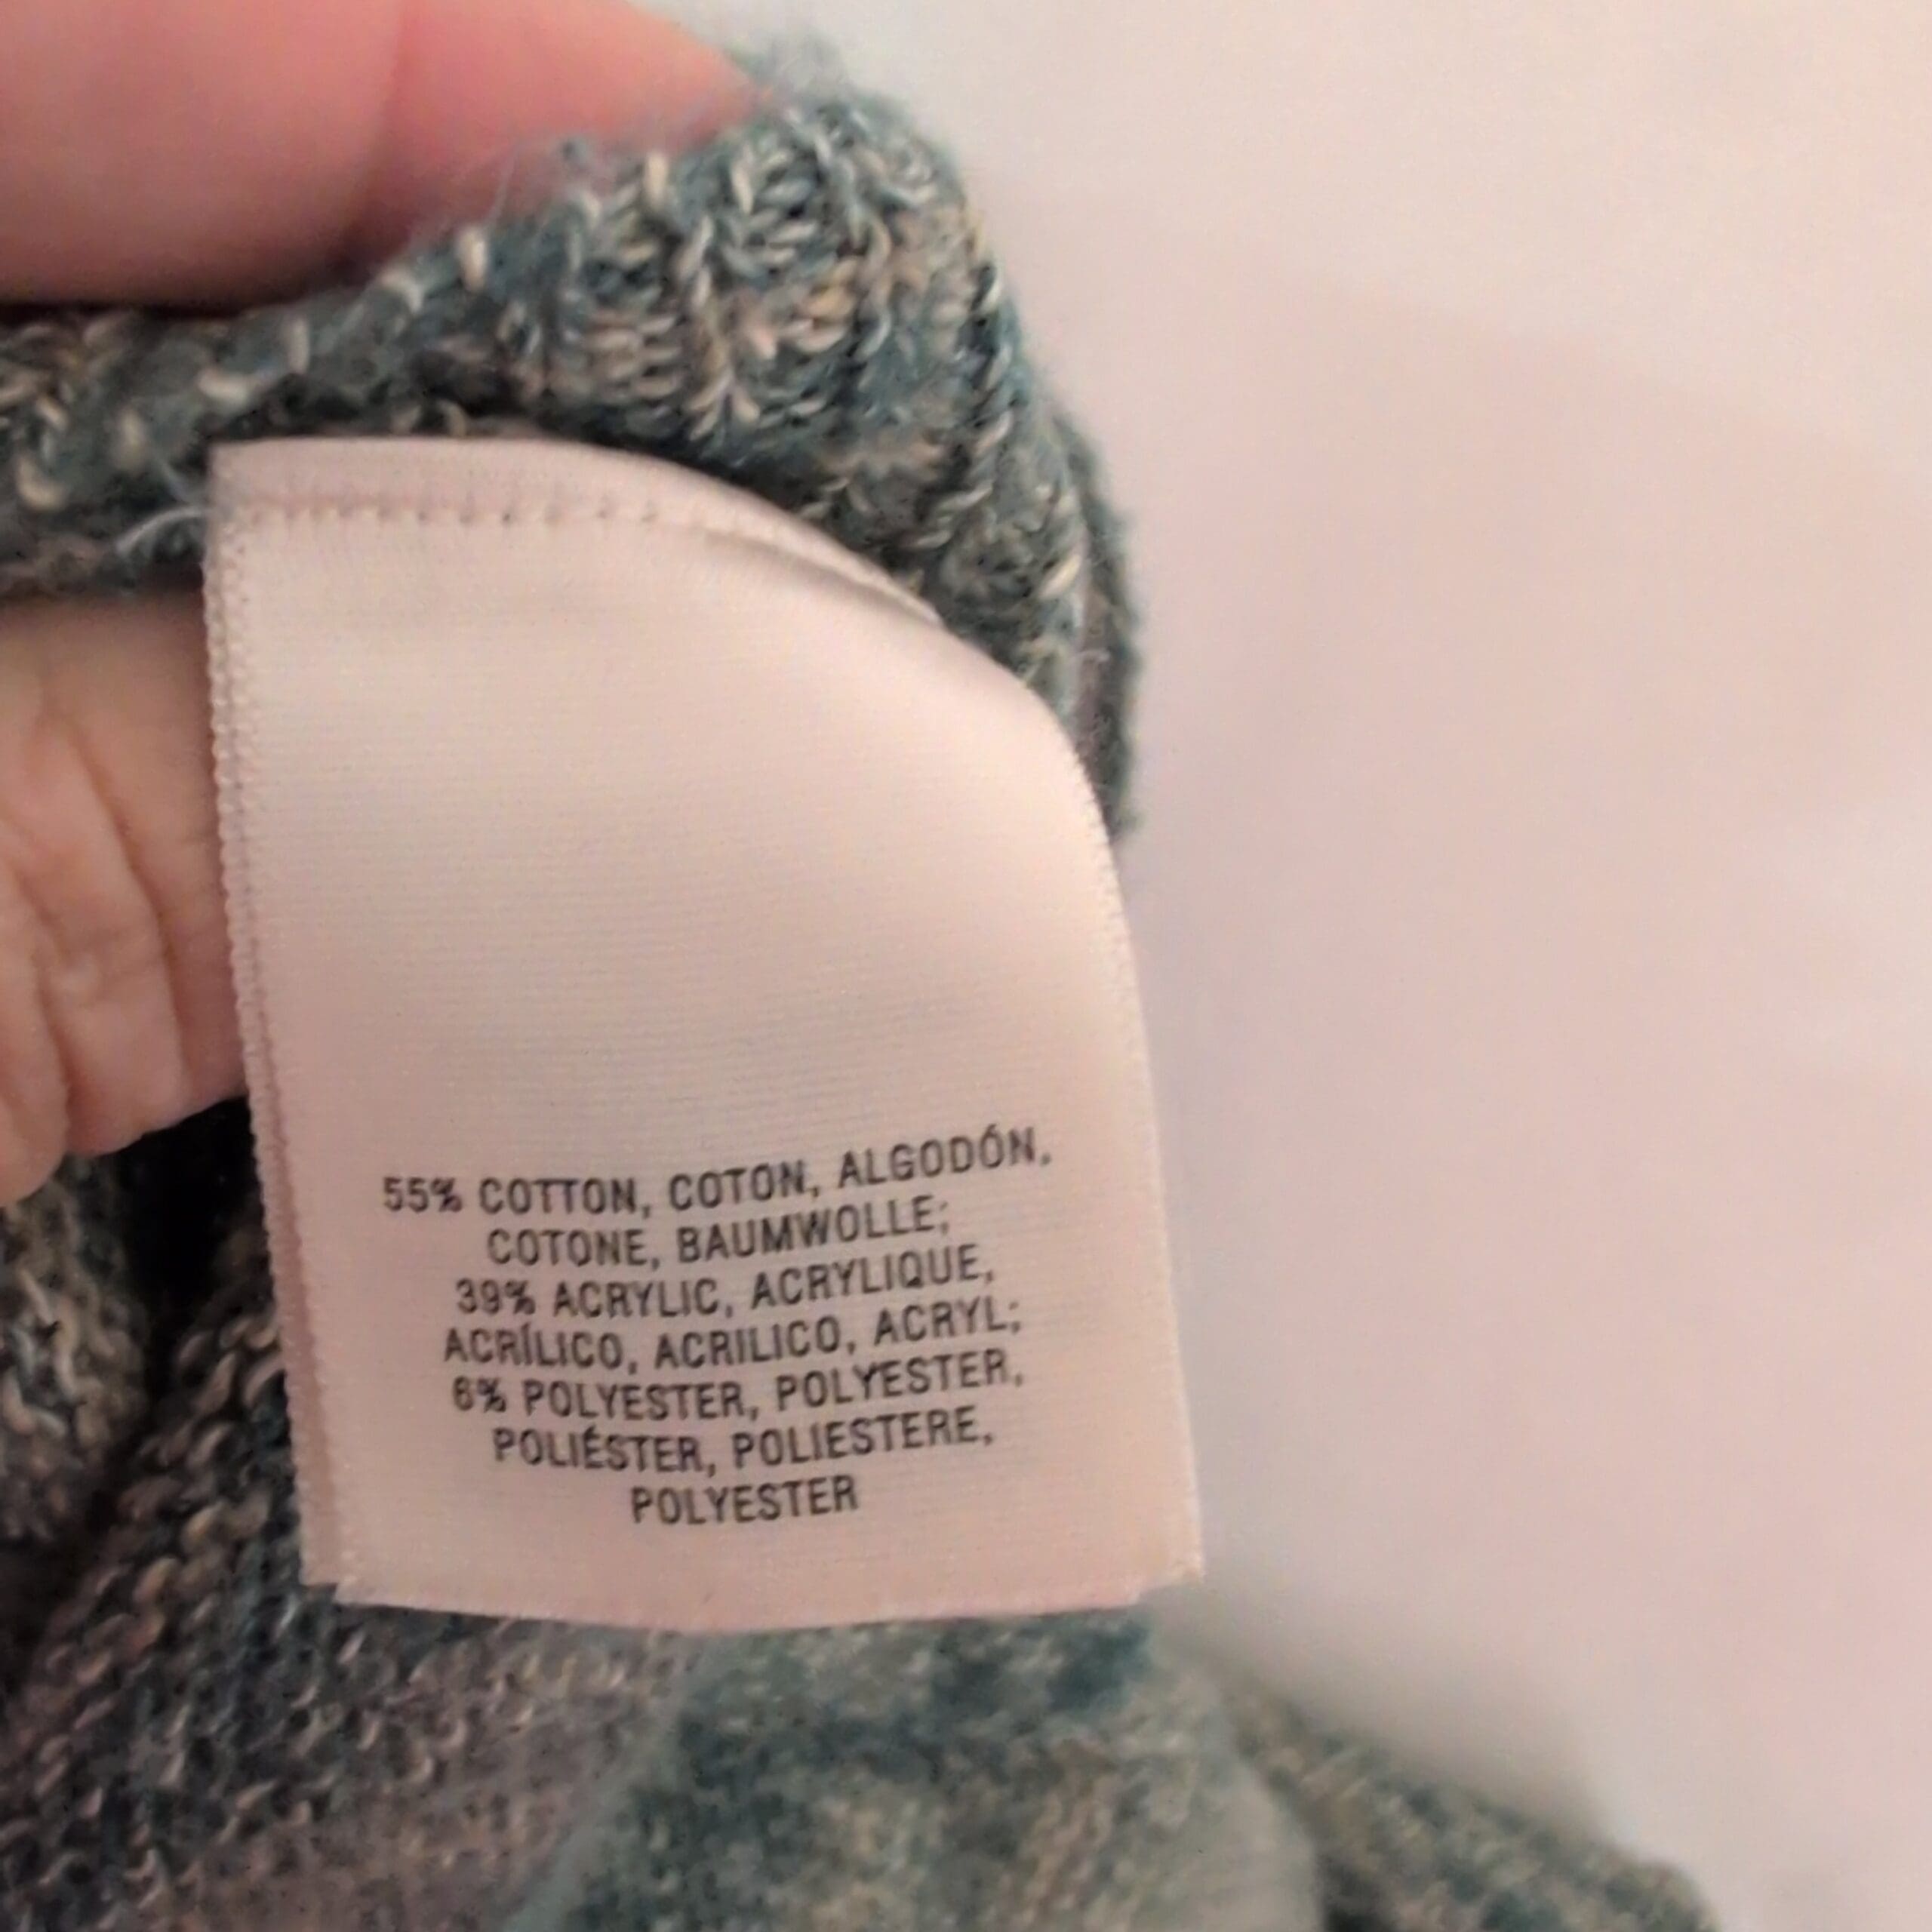 55% COTTON, COTON, ALGODÓN,
COTONE, BAUMWOLLE;
39% ACRYLIC, ACRYLIQUE,
ACRÍLICO, ACRILICO, ACRYL;
6% POLYESTER, POLYESTER,
POLIÉSTER, POLIESTERE,
POLYESTER